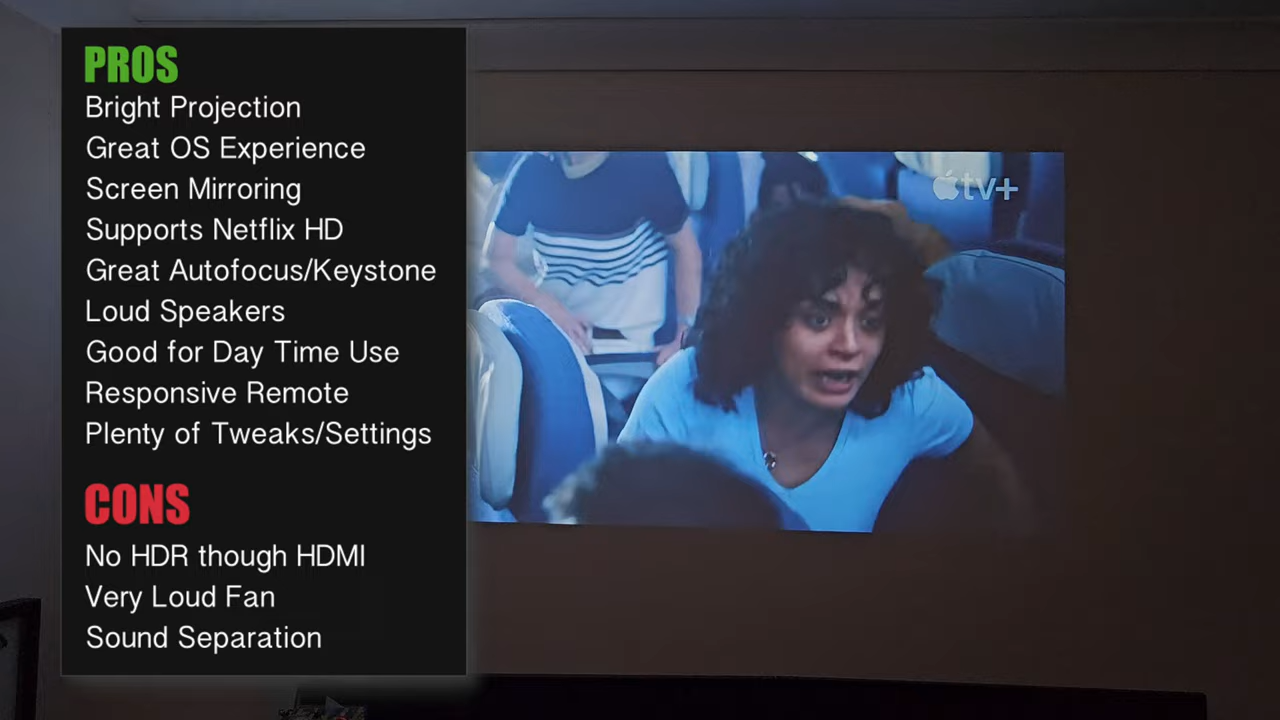 PROS
Bright Projection
Great OS Experience
Screen Mirroring
Supports Netflix HD
Great Autofocus/Keystone
Loud Speakers
Good for Day Time Use
Responsive Remote
Plenty of Tweaks/Settings
CONS
No HDR though HDMI
Very Loud Fan
Sound Separation
tv+